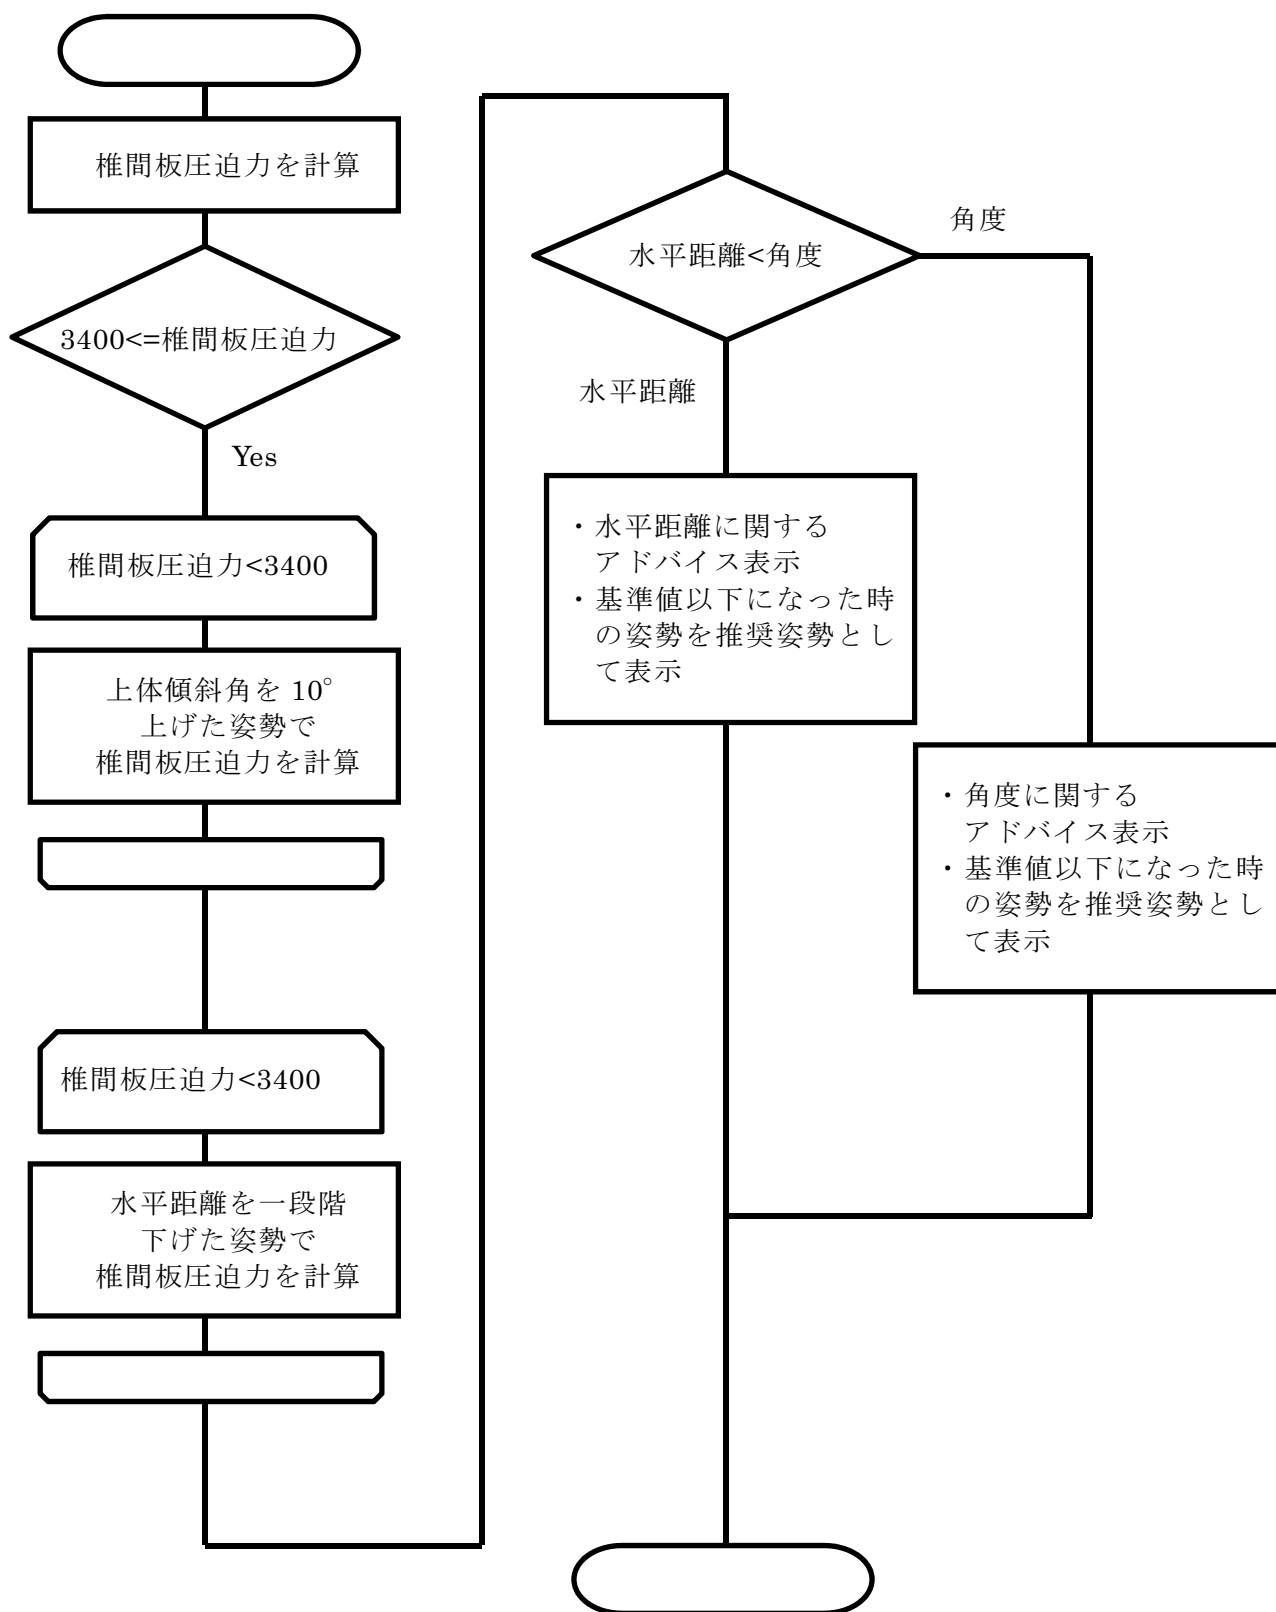 椎間板圧迫力を計算
3400<=椎間板圧迫力
Yes
椎間板圧迫力<3400
上体傾斜角を 10°
上げた姿勢で
椎間板圧迫力を計算
椎間板圧迫力<3400
水平距離を一段階
下げた姿勢で
椎間板圧迫力を計算
水平距離<角度
角度
水平距離
・水平距離に関する
アドバイス表示
・基準値以下になった時
の姿勢を推奨姿勢とし
て表示
・角度に関する
アドバイス表示
・基準値以下になった時
の姿勢を推奨姿勢とし
て表示